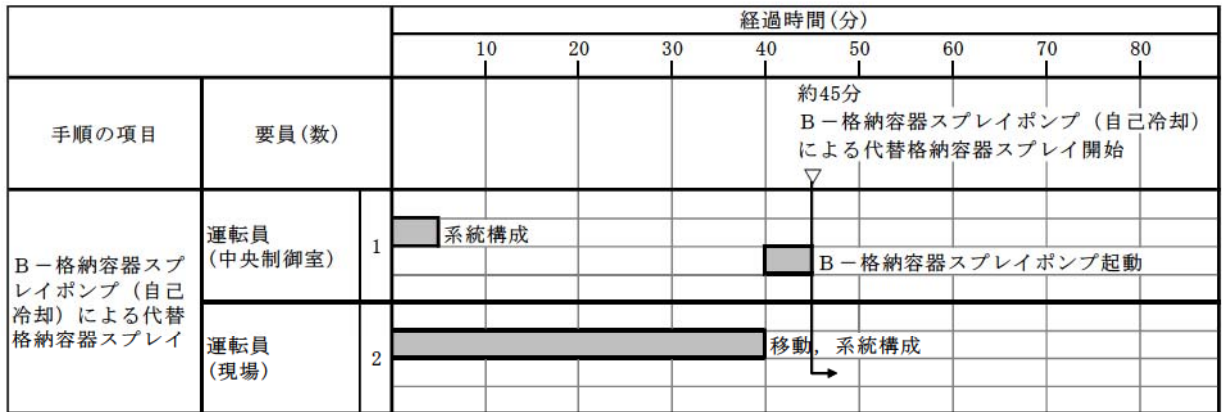 経過時間(分)
10 20 30 40 50 60 70 80
手順の項目
要員(数)
約45分
B－格納容器スプレイポンプ（自己冷却）
による代替格納容器スプレイ開始
B－格納容器スプ
レイポンプ（自己
冷却）による代替
格納容器スプレイ
運転員
(中央制御室)
1
系統構成
B－格納容器スプレイポンプ起動
運転員
(現場)
2
移動，系統構成